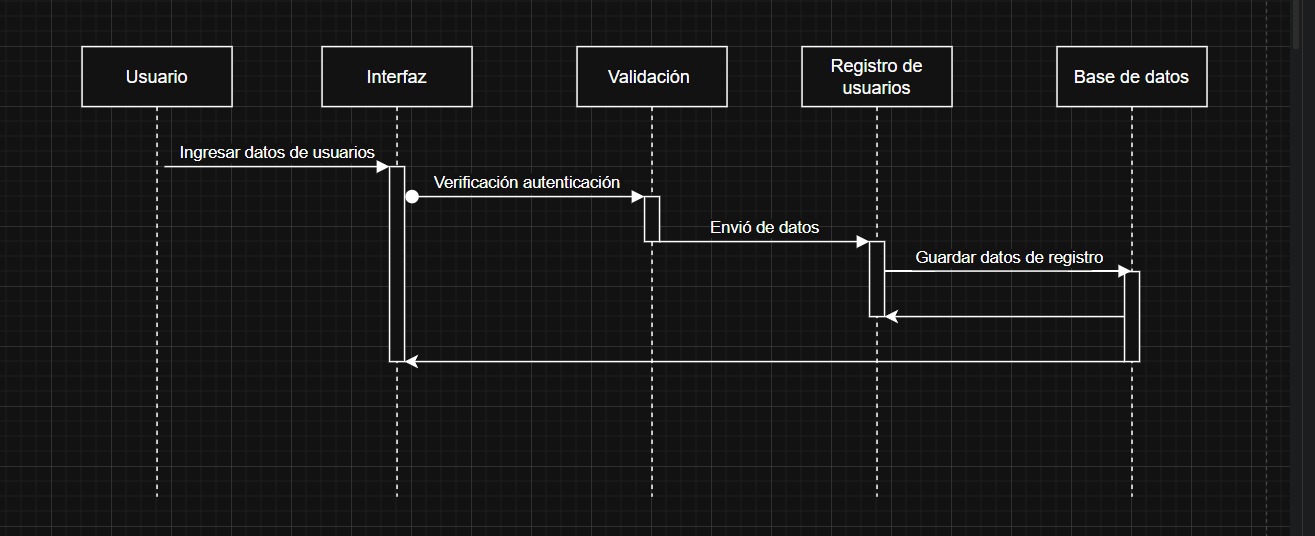 Usuario
Interfaz
Validación
Registro de
usuarios
Base de datos
Ingresar datos de usuarios
Verificación autenticación
Envió de datos
Guardar datos de registro